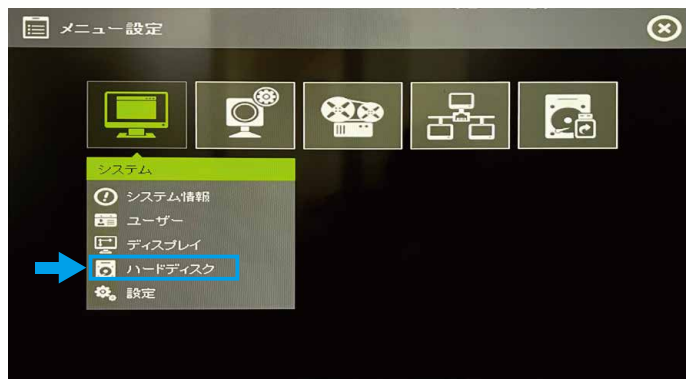 メニュー設定
システム
システム情報
ユーザー
ディスプレイ
ハードディスク
設定